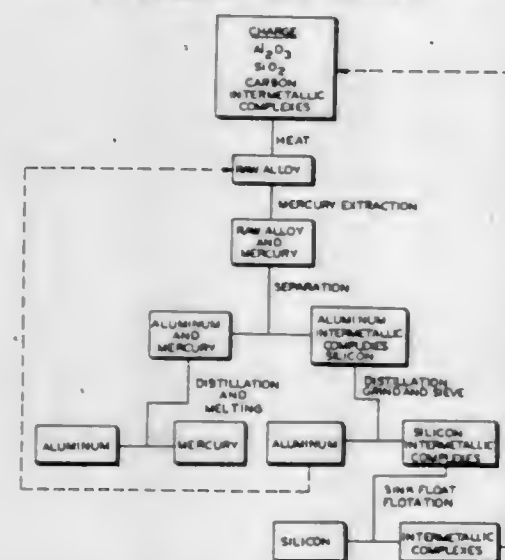 CHARGE
Al2O3
SiO2
CARBON
INTERMETALLIC
COMPLEXES
HEAT
RAW ALLOY
MERCURY EXTRACTION
RAW ALLOY
AND
MERCURY
SEPARATION
ALUMINUM
AND
MERCURY
ALUMINUM
INTERMETALLIC
COMPLEXIES
SILICON
DISTILLATION
AND
MELTING
DISTILLATION
GRIND AND SIEVE
ALUMINUM
MERCURY
ALUMINUM
SILICON
INTERMETALLIC
COMPLEXIES
SINK FLOAT
FLOTATION
SILICON
INTERMETALLIC
COMPLEXES